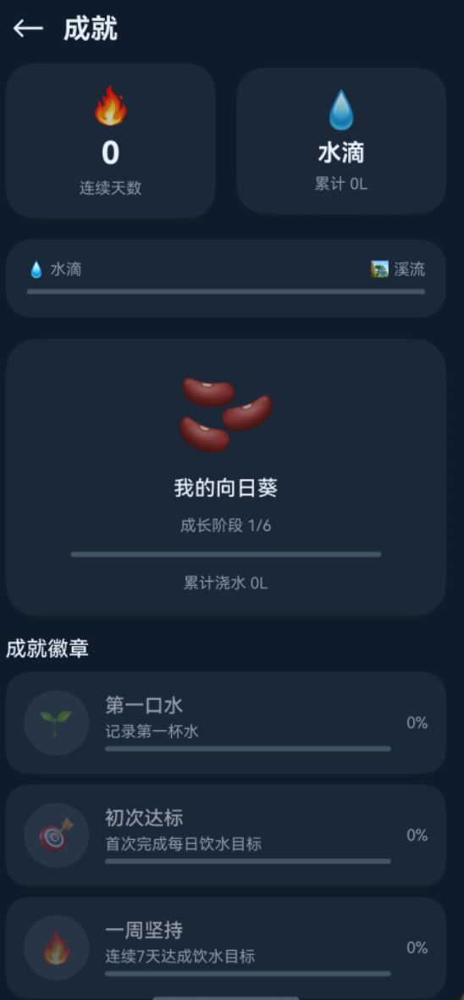 成就
0
连续天数
水滴
累计 0L
水滴
溪流
我的向日葵
成长阶段 1/6
累计浇水 0L
成就徽章
第一口水
记录第一杯水
0%
初次达标
首次完成每日饮水目标
0%
一周坚持
连续7天达成饮水目标
0%